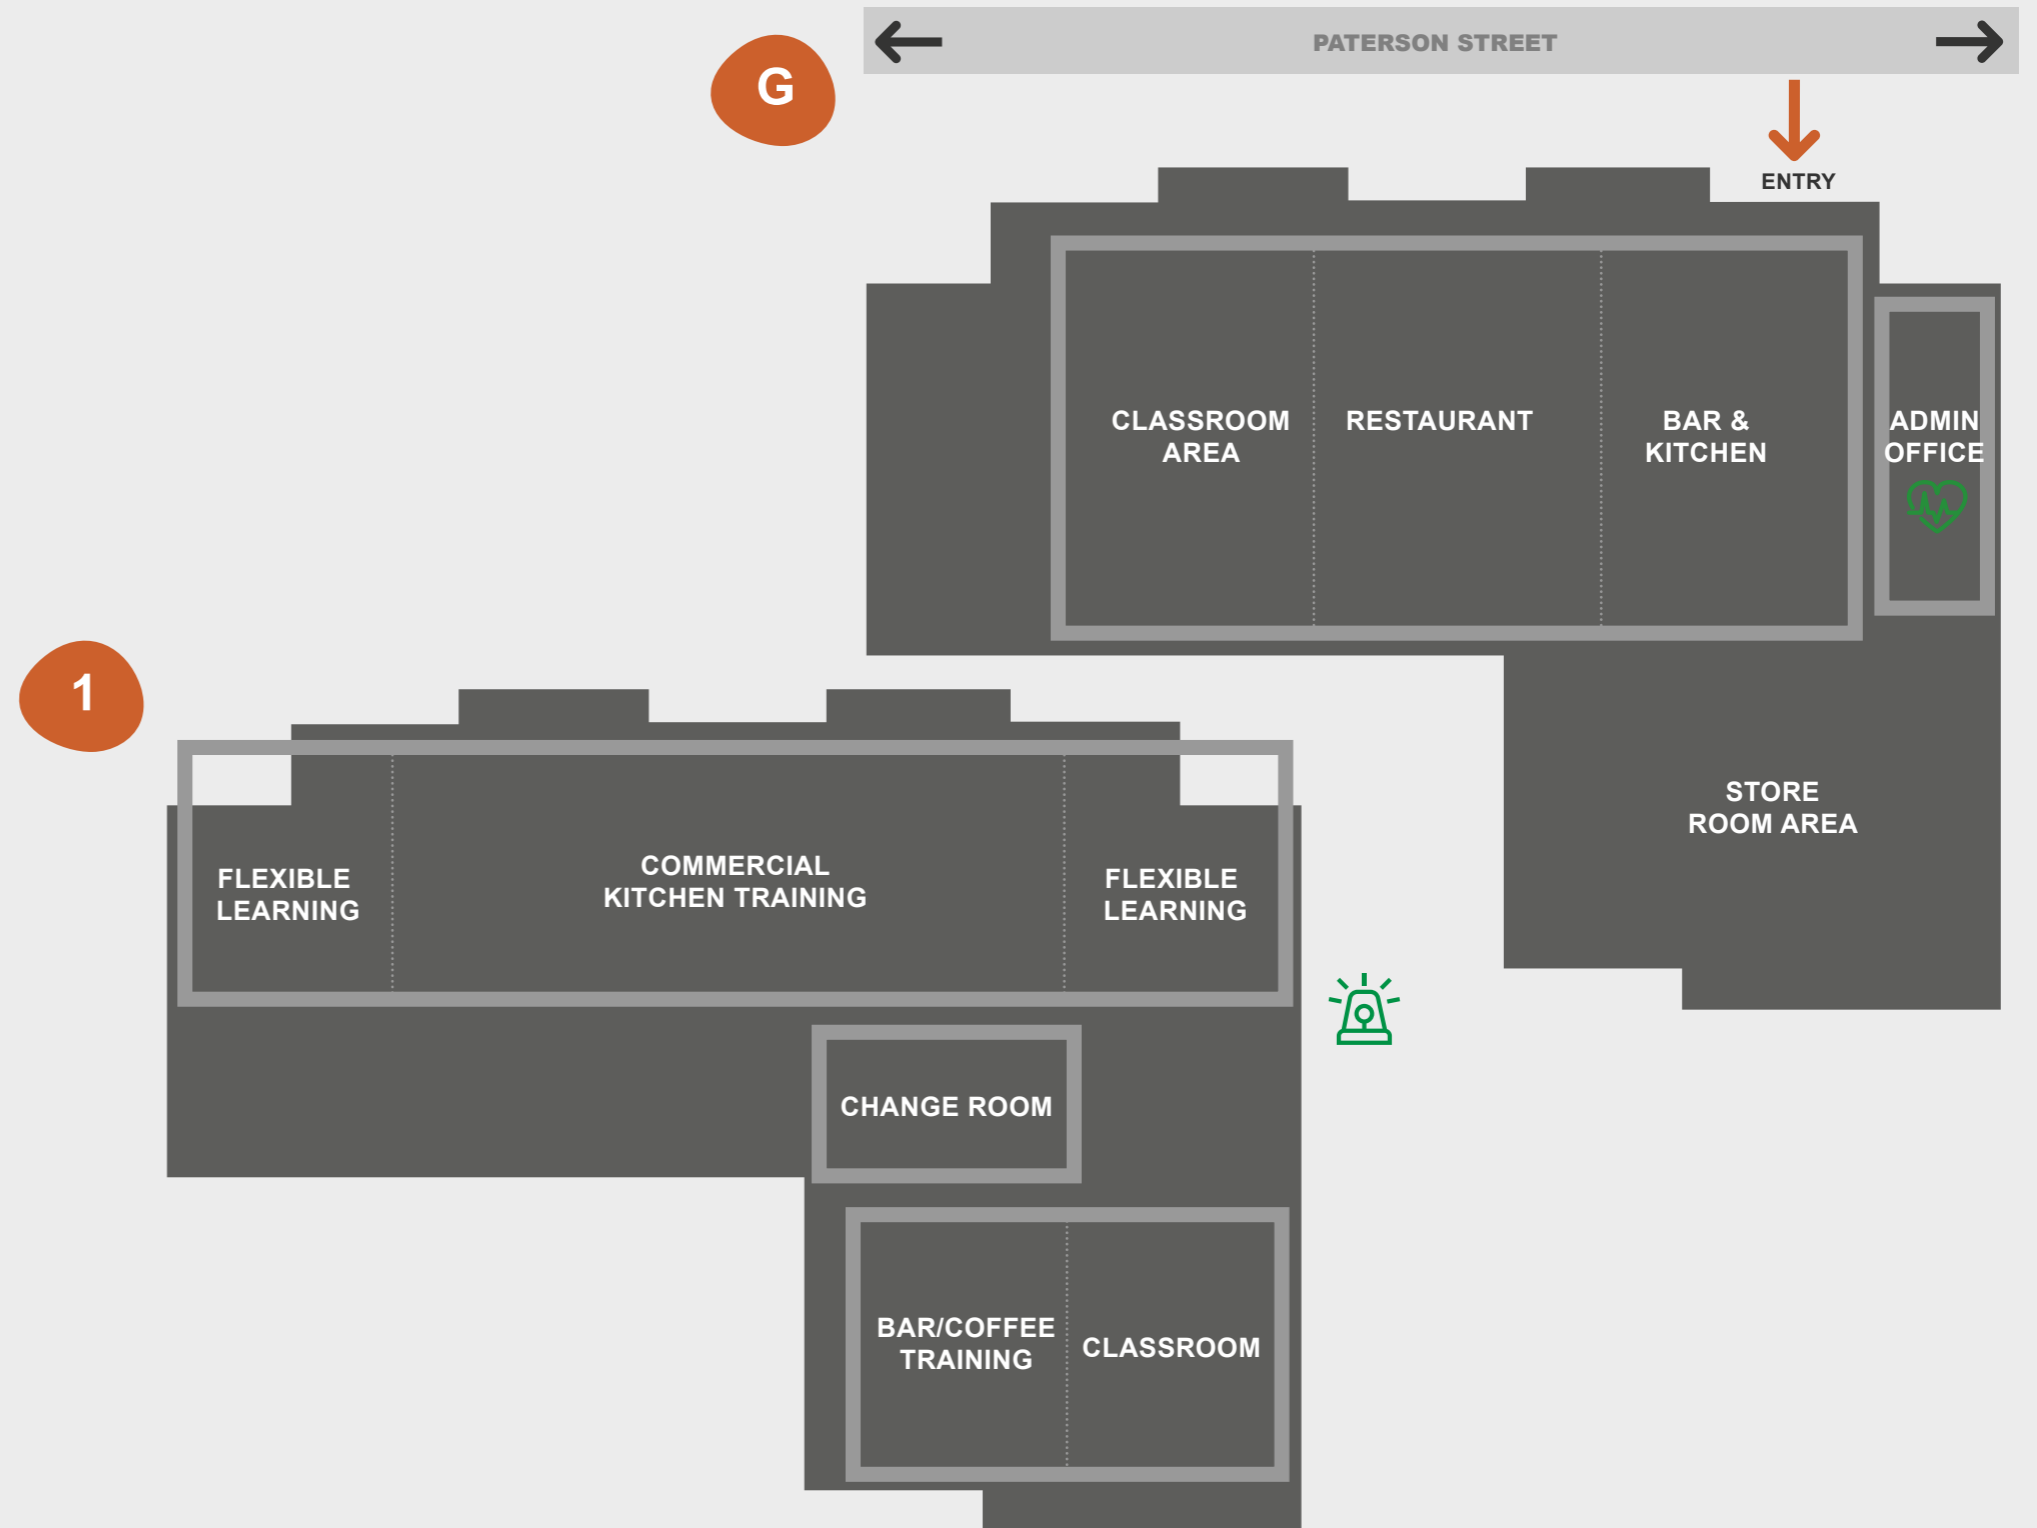 G
PATERSON STREET
ENTRY
CLASSROOM
AREA
RESTAURANT
BAR &
KITCHEN
ADMIN
OFFICE
STORE
ROOM AREA
1
FLEXIBLE
LEARNING
COMMERCIAL
KITCHEN TRAINING
FLEXIBLE
LEARNING
CHANGE ROOM
BAR/COFFEE
TRAINING
CLASSROOM